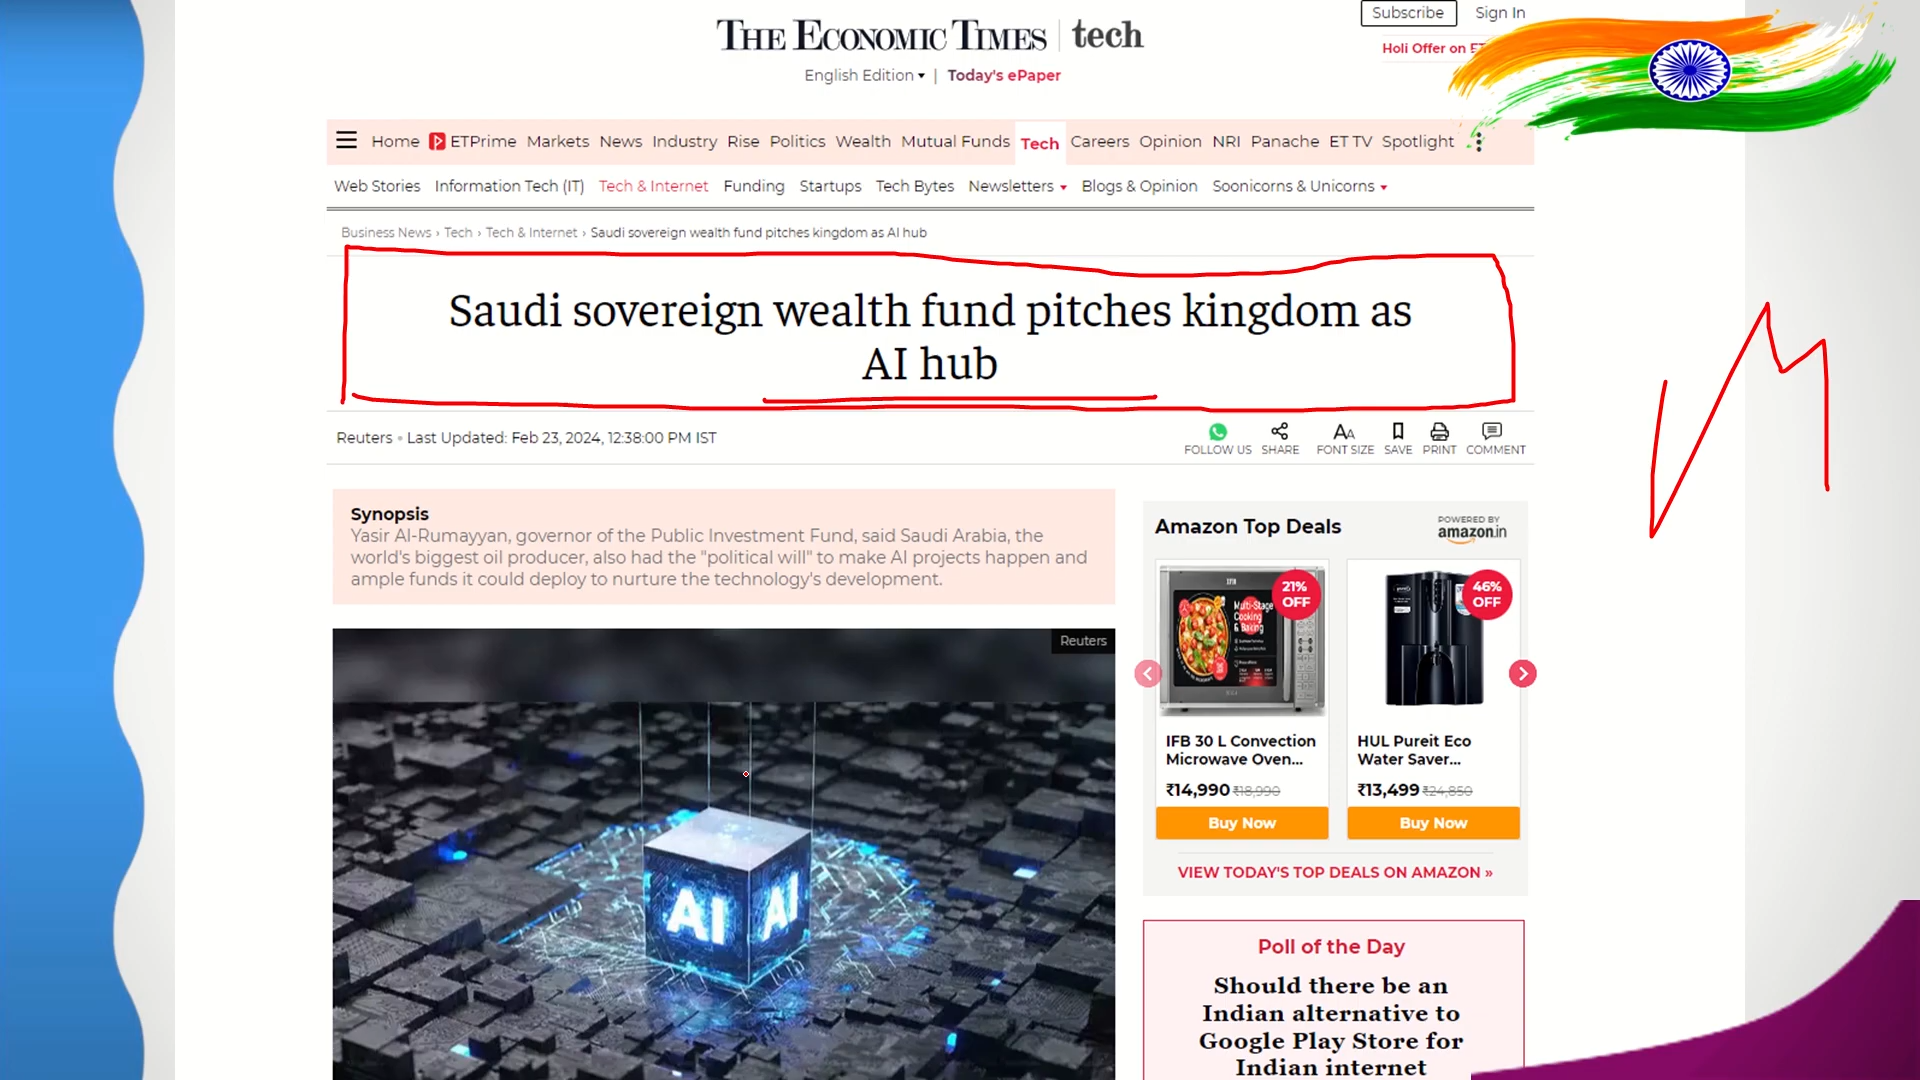 THE ECONOMIC TIMES | tech
Subscribe Sign In
English Edition | Today's ePaper
Holi Offer on ET
Home ETPrime Markets News Industry Rise Politics Wealth Mutual Funds Tech Careers Opinion NRI Panache ET TV Spotlight
Web Stories Information Tech (IT) Tech & Internet Funding Startups Tech Bytes Newsletters Blogs & Opinion Soonicorns & Unicorns
Business News › Tech › Tech & Internet › Saudi sovereign wealth fund pitches kingdom as AI hub
Saudi sovereign wealth fund pitches kingdom as
AI hub
Reuters • Last Updated: Feb 23, 2024, 12:38:00 PM IST
FOLLOW US SHARE FONT SIZE SAVE PRINT COMMENT
Synopsis
Yasir Al-Rumayyan, governor of the Public Investment Fund, said Saudi Arabia, the
world's biggest oil producer, also had the "political will" to make AI projects happen and
ample funds it could deploy to nurture the technology's development.
Reuters
AI AI
Amazon Top Deals
POWERED BY
amazon.in
IFB
Multi-Stage
Cooking
& Baking
21%
OFF
46%
OFF
IFB 30 L Convection
Microwave Oven...
₹14,990 ₹18,990
Buy Now
HUL Pureit Eco
Water Saver...
₹13,499 ₹24,850
Buy Now
VIEW TODAY'S TOP DEALS ON AMAZON »
Poll of the Day
Should there be an
Indian alternative to
Google Play Store for
Indian internet